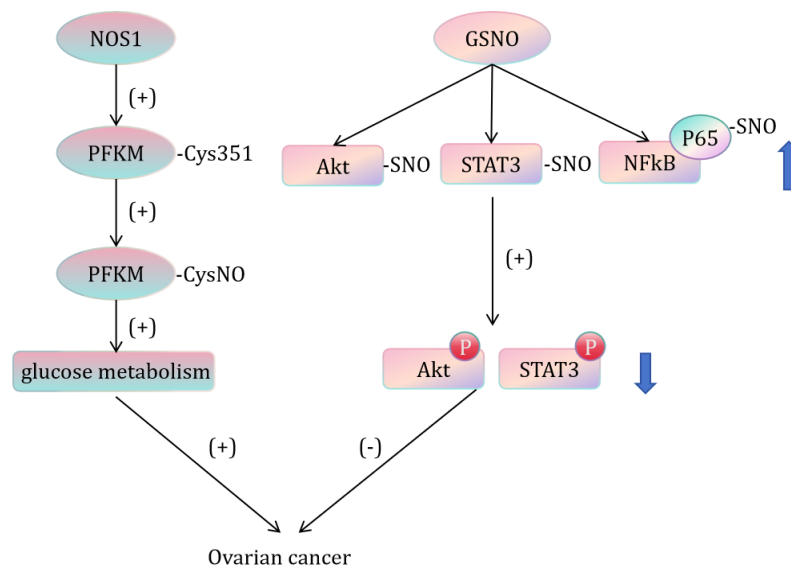 NOS1
(+)
PFKM -Cys351
(+)
PFKM -CysNO
(+)
glucose metabolism
(+)
GSNO
Akt -SNO
STAT3 -SNO
NFkB P65 -SNO
(+)
Akt P
STAT3 P
(-)
Ovarian cancer